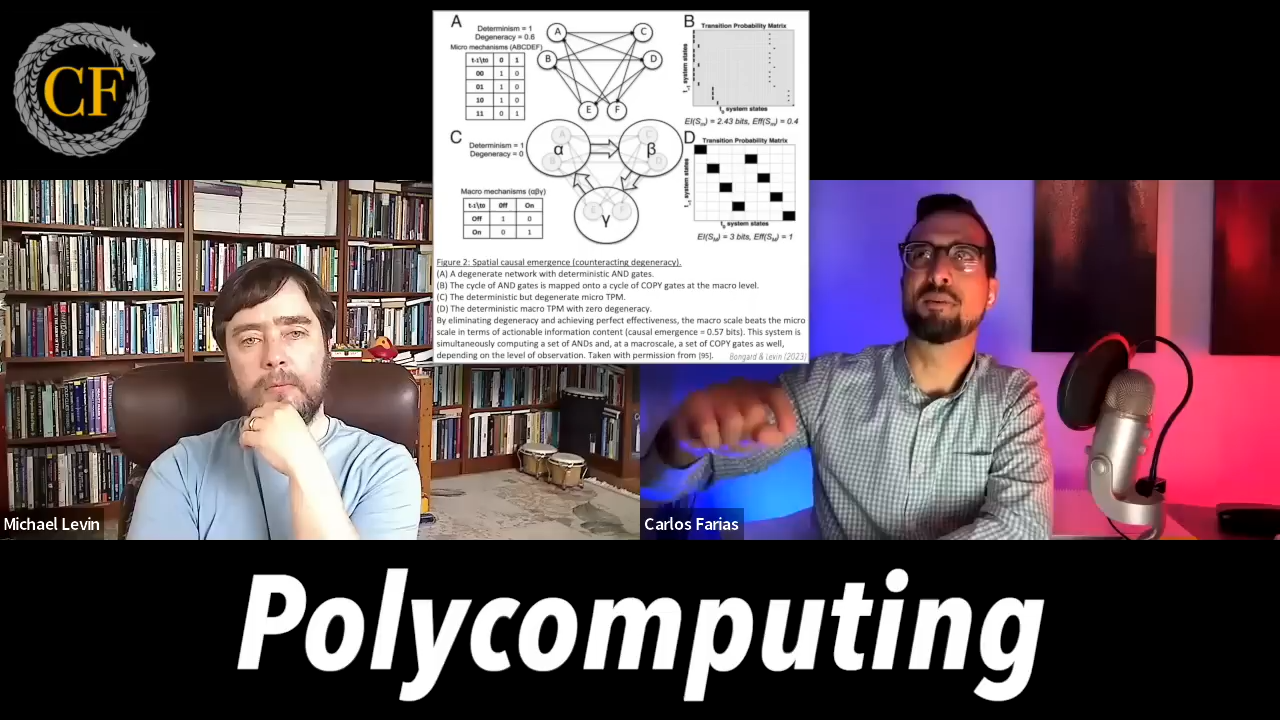 CF
A
Determinism = 1
Degeneracy = 0.6
Micro mechanisms (ABCDEF)
t-1\t0 0 1
00 1 0
01 1 0
10 1 0
11 0 1
A
C
B
D
E
F
B
Transition Probability Matrix
t-1 system states
t0 system states
EI(Sm) = 2.43 bits, Eff(Sm) = 0.4
C
Determinism = 1
Degeneracy = 0
Macro mechanisms (αβγ)
t-1\t0 Off On
Off 1 0
On 0 1
A
α
B
C
β
D
γ
D
Transition Probability Matrix
t-1 system states
t0 system states
EI(SM) = 3 bits, Eff(SM) = 1
Figure 2: Spatial causal emergence (counteracting degeneracy).
(A) A degenerate network with deterministic AND gates.
(B) The cycle of AND gates is mapped onto a cycle of COPY gates at the macro level.
(C) The deterministic but degenerate micro TPM.
(D) The deterministic macro TPM with zero degeneracy.
By eliminating degeneracy and achieving perfect effectiveness, the macro scale beats the micro
scale in terms of actionable information content (causal emergence = 0.57 bits). This system is
simultaneously computing a set of ANDs and, at a macroscale, a set of COPY gates as well,
depending on the level of observation. Taken with permission from [95].
Bongard & Levin (2023)
Michael Levin
Carlos Farias
Polycomputing